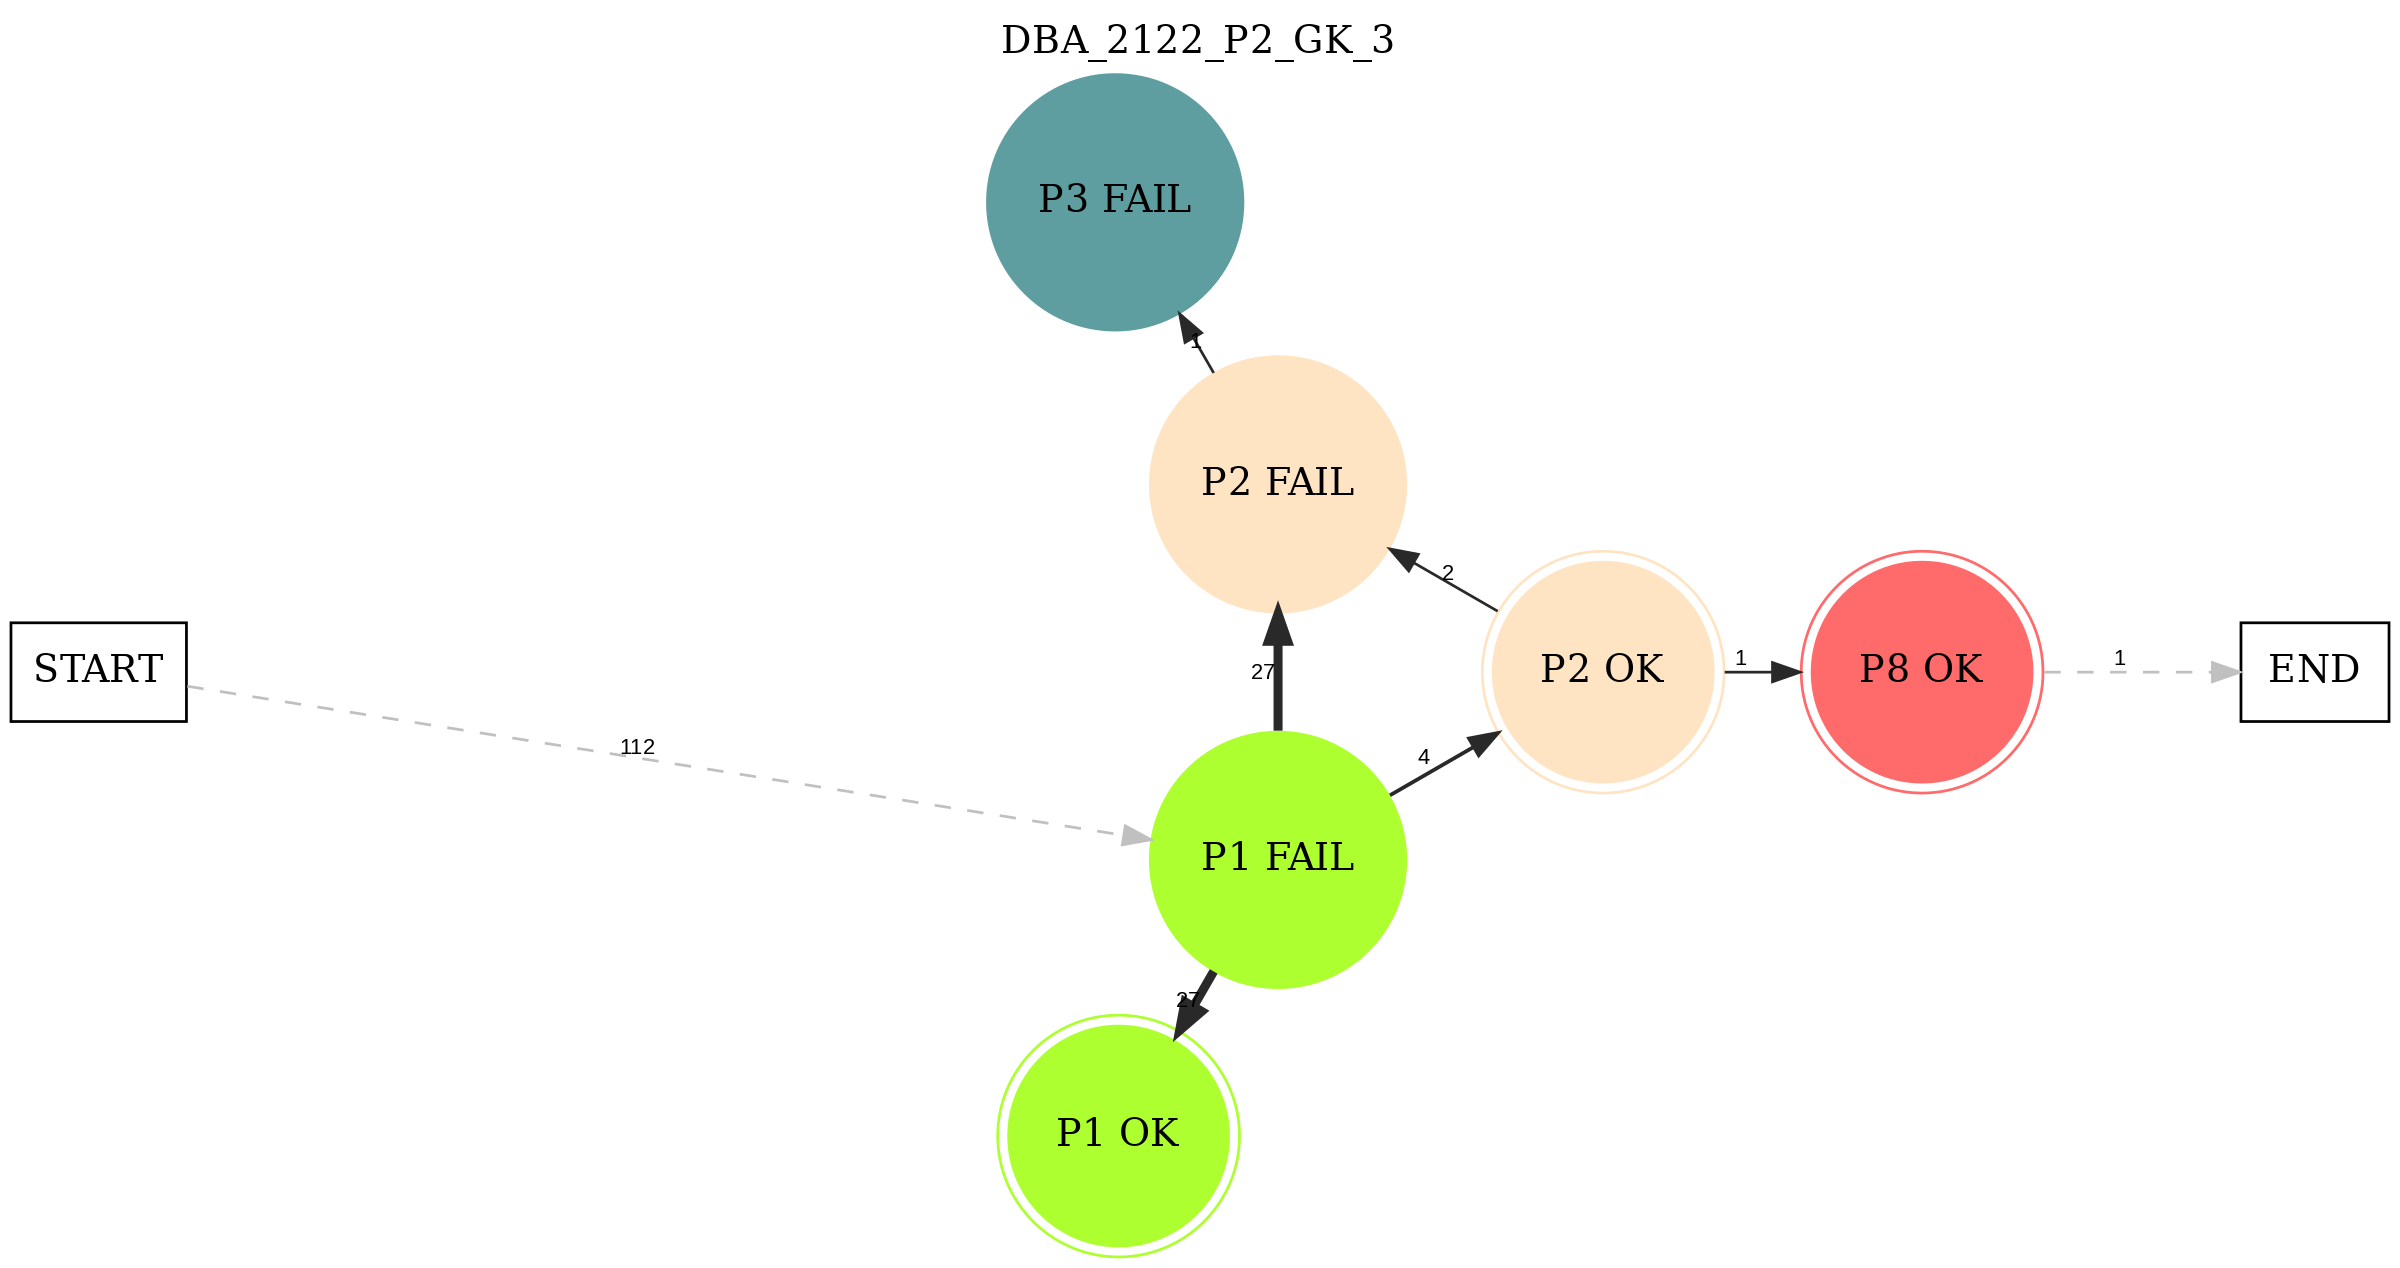 DBA_2122_P2_GK_3
P3 FAIL
1
P2 FAIL
2
27
START
112
P2 OK
1
P8 OK
1
END
4
P1 FAIL
27
P1 OK